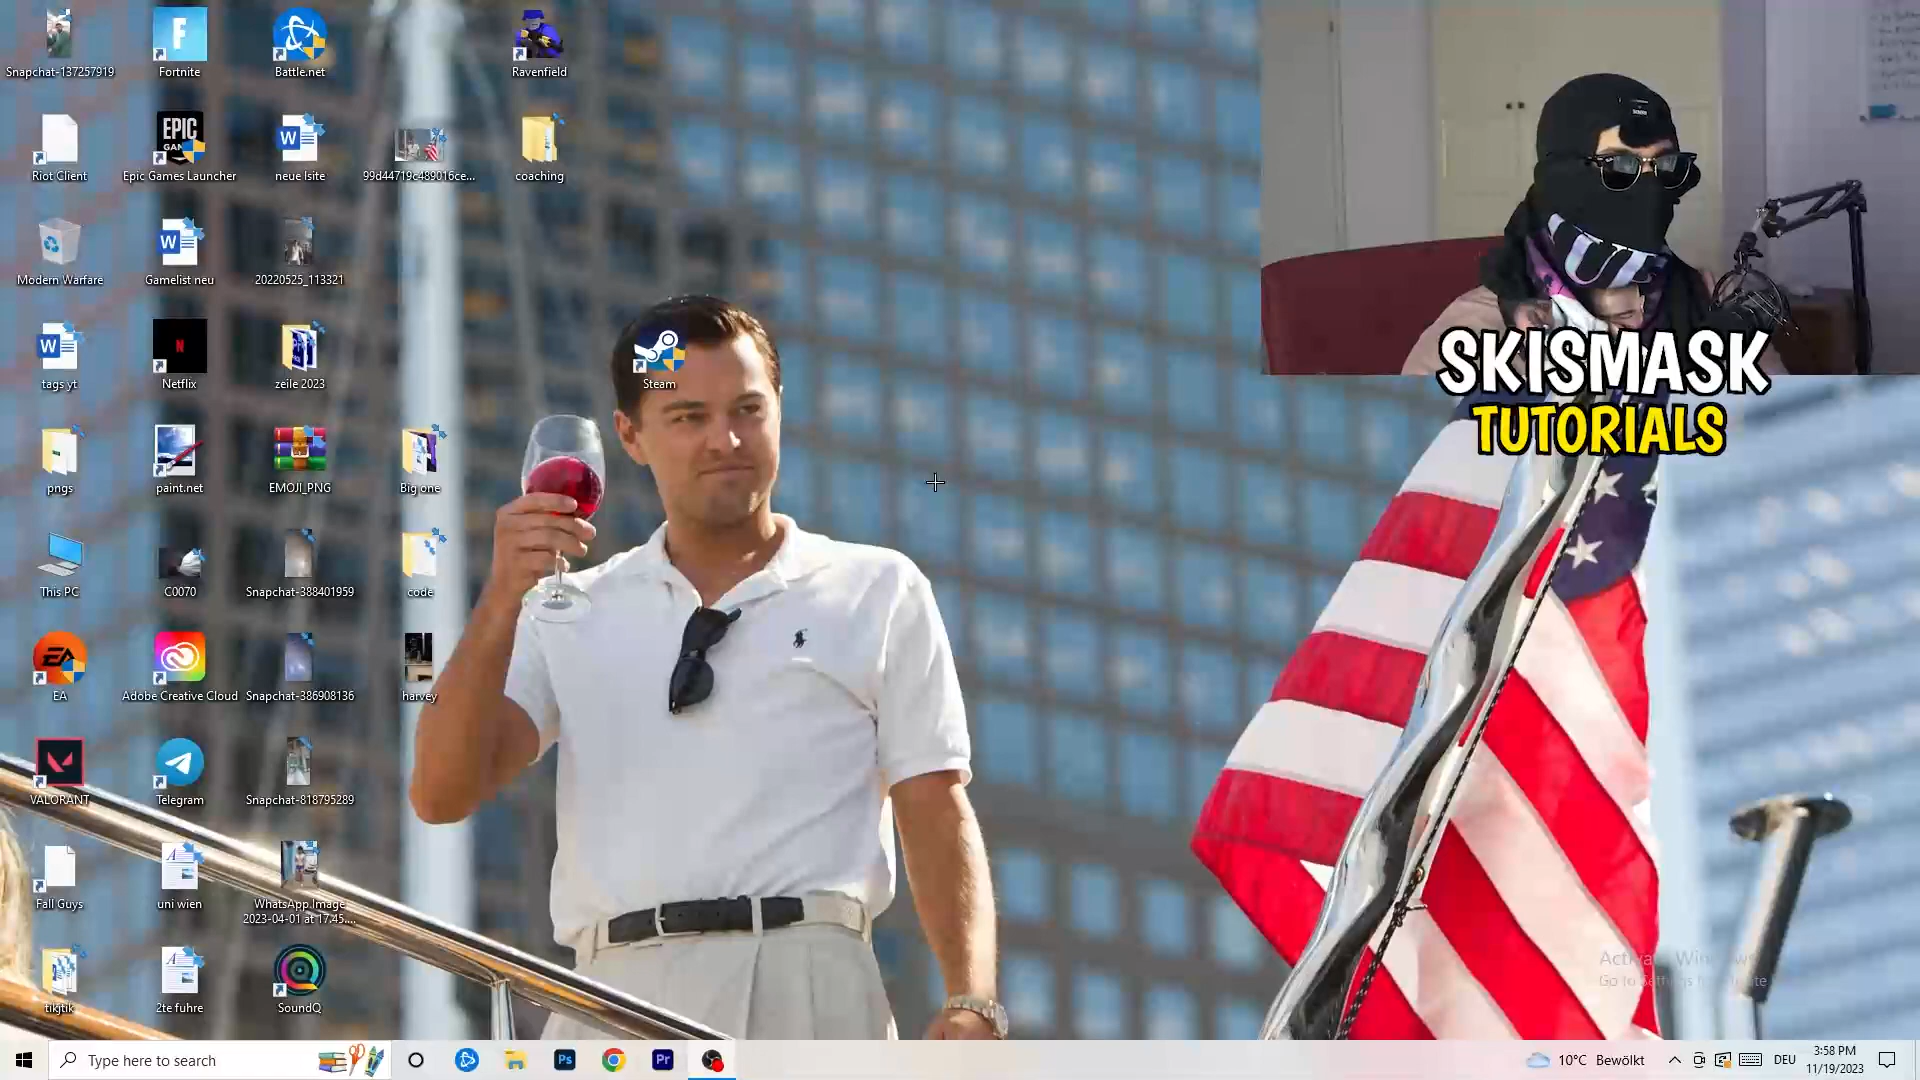 Snapchat-137257919
Fortnite
Battle.net
Ravenfield
Riot Client
EPIC
Epic Games Launcher
neue lsite
99d44719c489016ce...
coaching
Modern Warfare
Gamelist neu
20220525_113321
tags yt
Netflix
zeile 2023
Steam
SKISMASK
TUTORIALS
pngs
paint.net
EMOJI_PNG
Big one
This PC
C0070
Snapchat-388401959
code
EA
Adobe Creative Cloud
Snapchat-386908136
harvey
VALORANT
Telegram
Snapchat-818795289
Fall Guys
uni wien
WhatsApp Image
2023-04-01 at 17.45....
tikjtik
2te fuhre
SoundQ
Type here to search
Ps
Pr
10°C Bewölkt
DEU
3:58 PM
11/19/2023